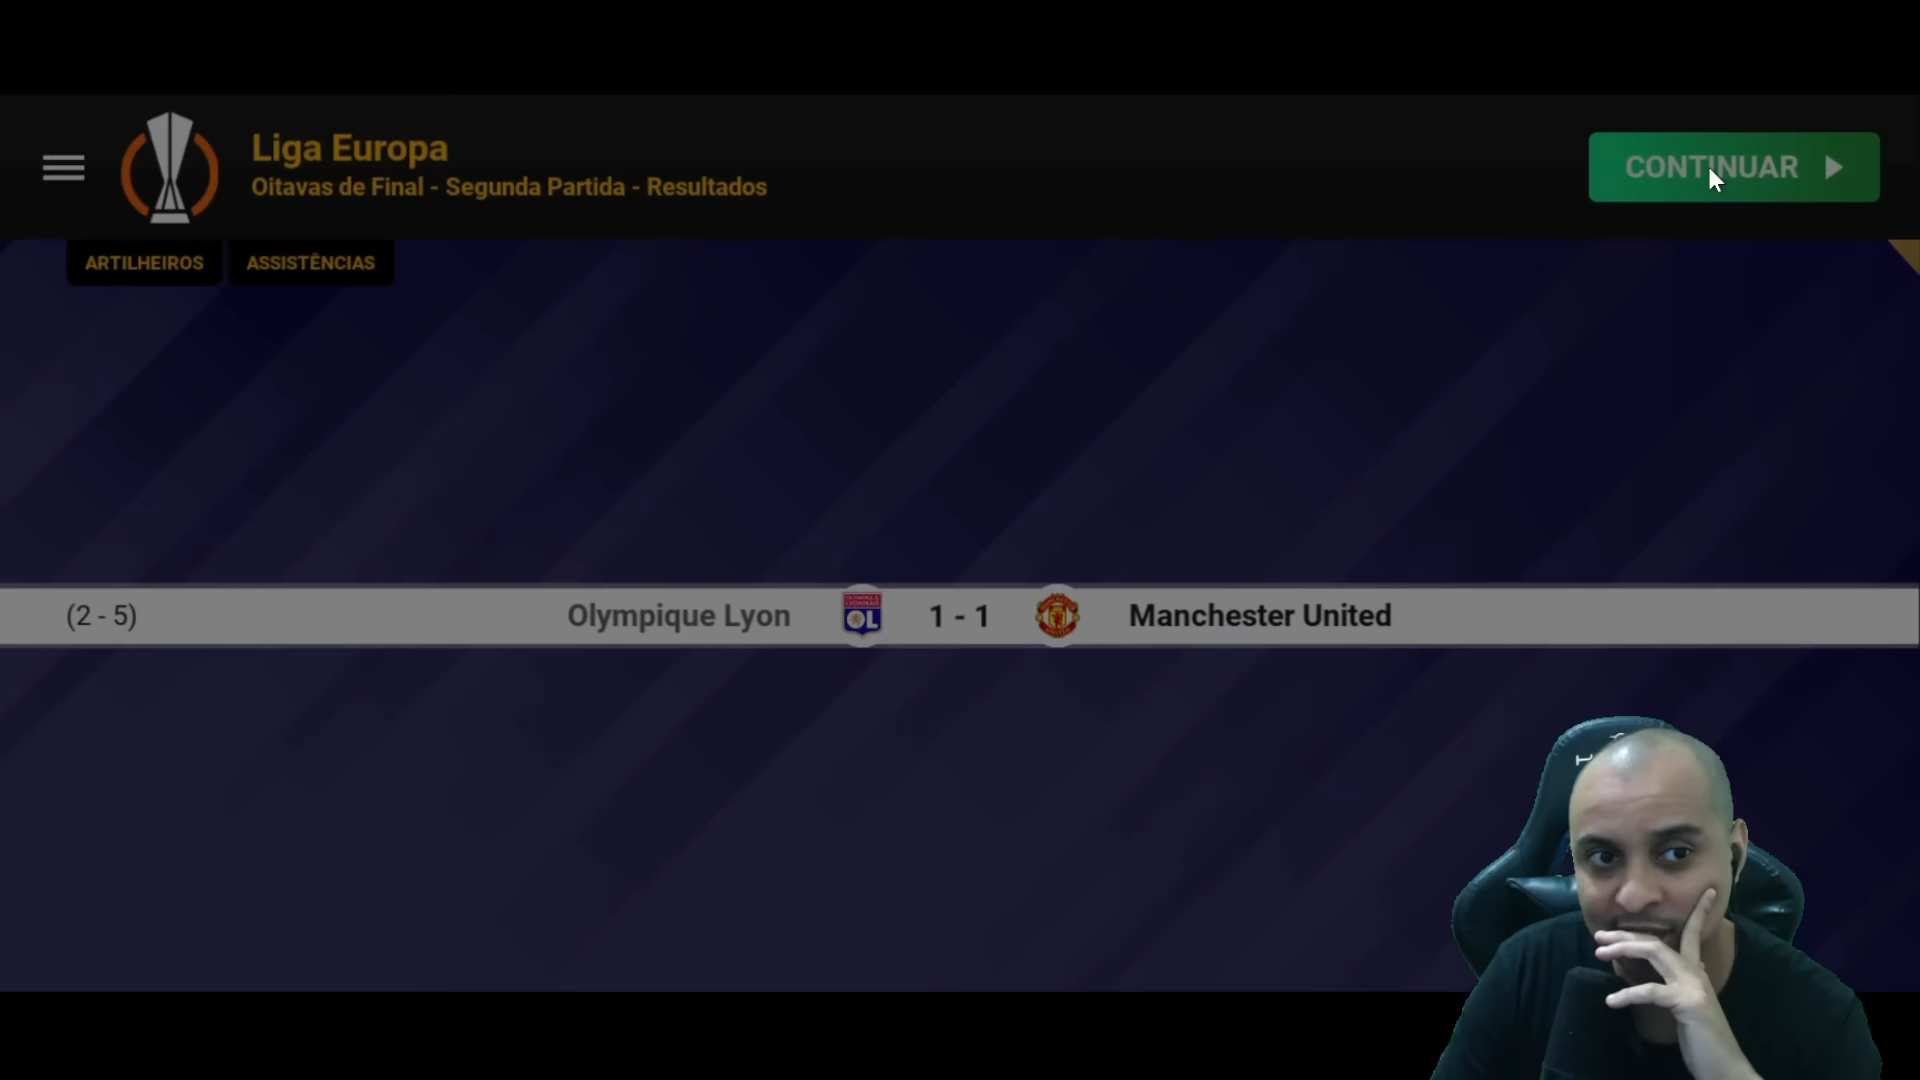 Liga Europa
Oitavas de Final - Segunda Partida - Resultados
CONTINUAR
ARTILHEIROS
ASSISTÊNCIAS
(2 - 5)
Olympique Lyon
OL
1 - 1
Manchester United